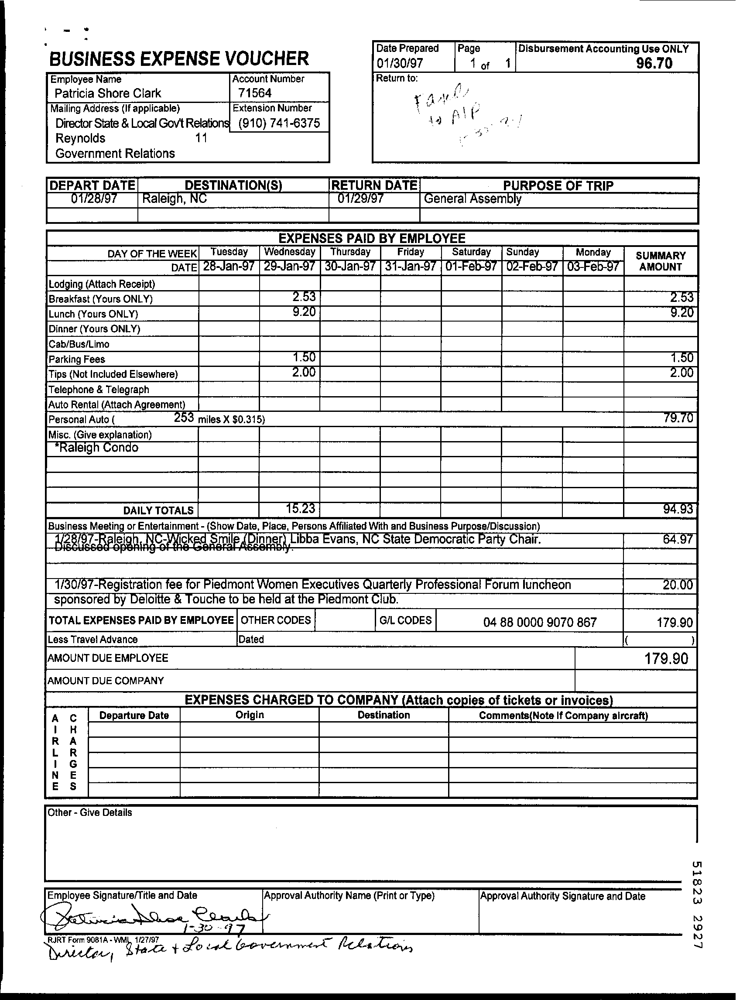 BUSINESS EXPENSE VOUCHER
Date Prepared Page Disbursement Accounting Use ONLY
01/30/97 1 of 1 96.70
Employee Name Account Number Return to:
Patricia Shore Clark 71564
Mailing Address (If applicable) Extension Number
Director State & Local Gov't Relations (910) 741-6375
Reynolds 11
Government Relations
to A/P
DEPART DATE DESTINATION(S) RETURN DATE PURPOSE OF TRIP
01/28/97 Raleigh, NC 01/29/97 General Assembly
EXPENSES PAID BY EMPLOYEE
DAY OF THE WEEK Tuesday Wednesday Thursday Friday Saturday Sunday Monday SUMMARY
DATE 28-Jan-97 29-Jan-97 30-Jan-97 31-Jan-97 01-Feb-97 02-Feb-97 03-Feb-97 AMOUNT
Lodging (Attach Receipt)
Breakfast (Yours ONLY) 2.53 2.53
Lunch (Yours ONLY) 9.20 9.20
Dinner (Yours ONLY)
Cab/Bus/Limo
Parking Fees 1.50 1.50
Tips (Not Included Elsewhere) 2.00 2.00
Telephone & Telegraph
Auto Rental (Attach Agreement)
Personal Auto ( 253 miles X $0.315) 79.70
Misc. (Give explanation)
*Raleigh Condo
DAILY TOTALS 15.23 94.93
Business Meeting or Entertainment - (Show Date, Place, Persons Affiliated With and Business Purpose/Discussion)
1/28/97-Raleigh, NC-Wicked Smile (Dinner) Libba Evans, NC State Democratic Party Chair. 64.97
Discussed opening of the General Assembly.
1/30/97-Registration fee for Piedmont Women Executives Quarterly Professional Forum luncheon 20.00
sponsored by Deloitte & Touche to be held at the Piedmont Club.
TOTAL EXPENSES PAID BY EMPLOYEE OTHER CODES G/L CODES 04 88 0000 9070 867 179.90
Less Travel Advance Dated ( )
AMOUNT DUE EMPLOYEE 179.90
AMOUNT DUE COMPANY
EXPENSES CHARGED TO COMPANY (Attach copies of tickets or invoices)
AIRLINE CHARGES Departure Date Origin Destination Comments(Note if Company aircraft)
Other - Give Details
51823 2927
Employee Signature/Title and Date Approval Authority Name (Print or Type) Approval Authority Signature and Date
Patricia Shore Clark
1-30-97
RJRT Form 9081A - WML 1/27/97
Director, State + Local Government Relations